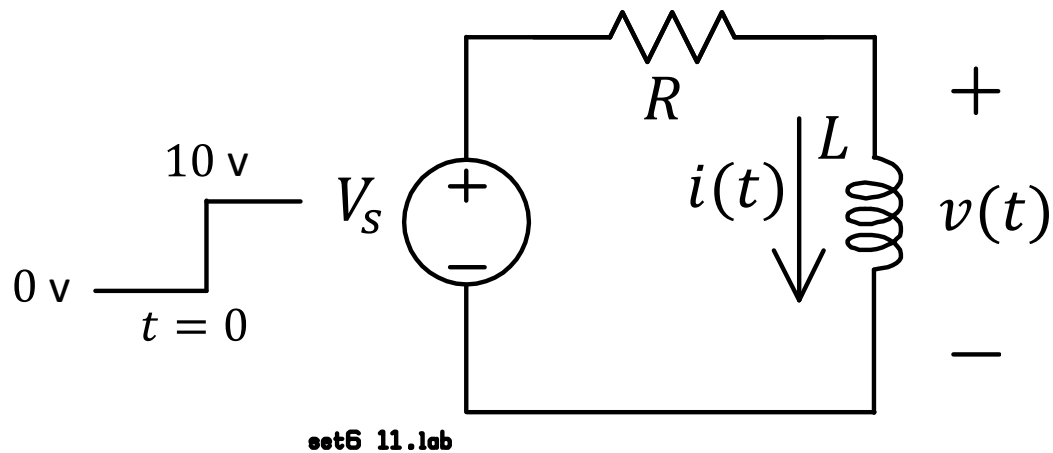 R
L
+
10 v
V_s
+
i(t)
v(t)
0 v
−
t = 0
−
set6 11.lab